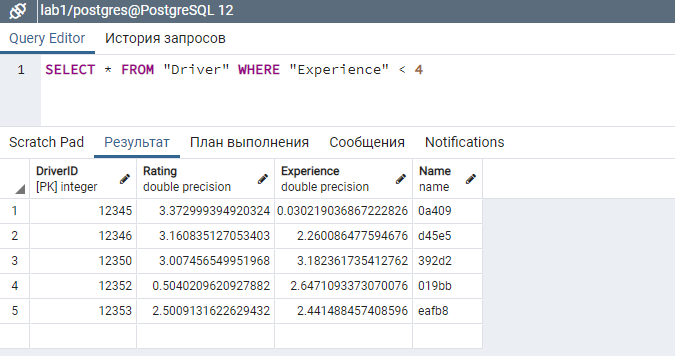 lab1/postgres@PostgreSQL 12
Query Editor История запросов
1 SELECT * FROM "Driver" WHERE "Experience" < 4
Scratch Pad Результат План выполнения Сообщения Notifications
DriverID Rating Experience Name
[PK] integer double precision double precision name
1 12345 3.372999394920324 0.030219036867222826 0a409
2 12346 3.160835127053403 2.260086477594676 d45e5
3 12350 3.007456549951968 3.182361735412762 392d2
4 12352 0.5040209620927882 2.6471093373070076 019bb
5 12353 2.5009131622629432 2.441488457408596 eafb8